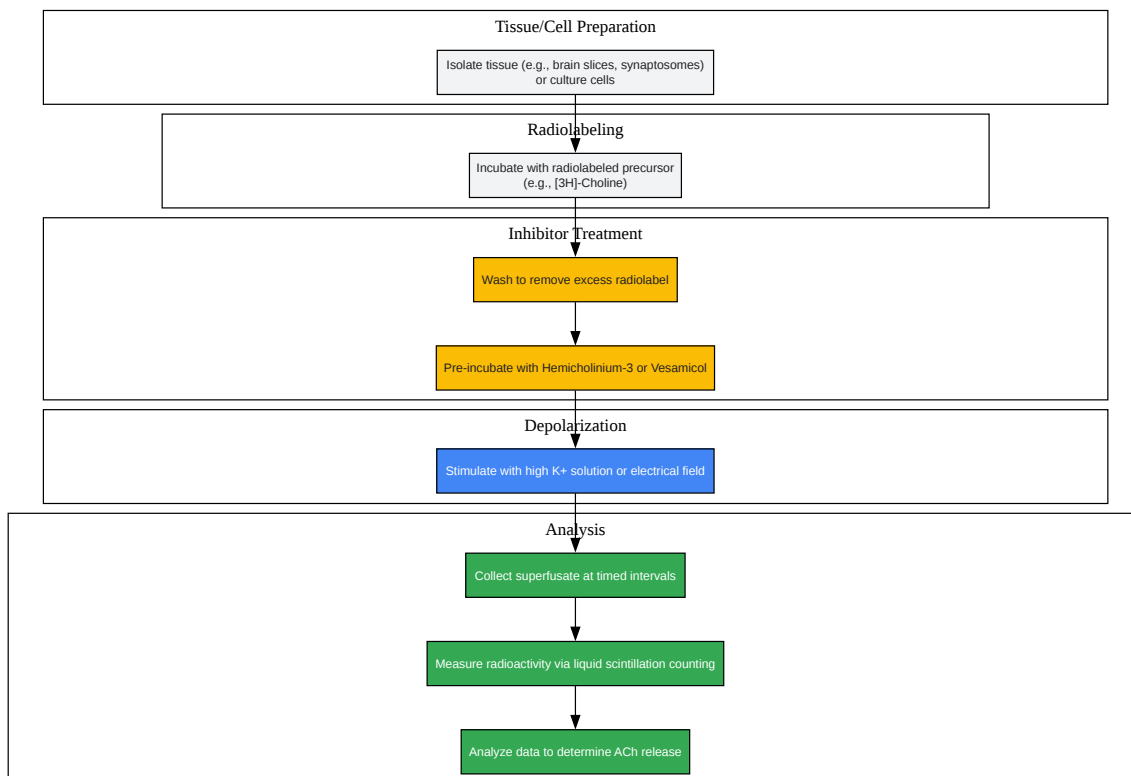 Tissue/Cell Preparation
Isolate tissue (e.g., brain slices, synaptosomes)
or culture cells
Radiolabeling
Incubate with radiolabeled precursor
(e.g., [3H]-Choline)
Inhibitor Treatment
Wash to remove excess radiolabel
Pre-incubate with Hemicholinium-3 or Vesamicol
Depolarization
Stimulate with high K+ solution or electrical field
Analysis
Collect superfusate at timed intervals
Measure radioactivity via liquid scintillation counting
Analyze data to determine ACh release